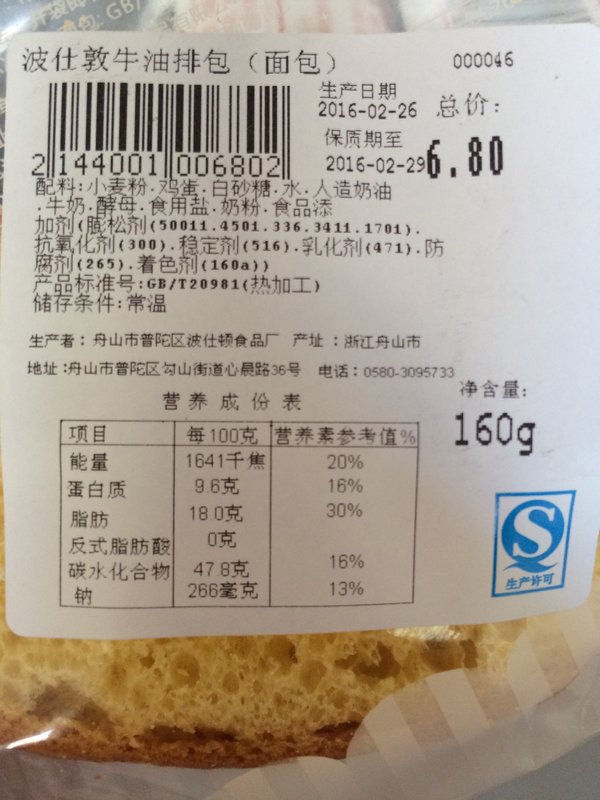 波仕敦牛油排包（面包）
000046
生产日期
2016-02-26
总价：
保质期至
2016-02-29
6.80
2 144001 006802
配料:小麦粉.鸡蛋.白砂糖.水.人造奶油
.牛奶.酵母.食用盐.奶粉.食品添
加剂(膨松剂(50011.4501.336.3411.1701).
抗氧化剂(300).稳定剂(516).乳化剂(471).防
腐剂(265).着色剂(160a))
产品标准号:GB/T20981(热加工)
储存条件:常温
生产者：舟山市普陀区波仕顿食品厂 产址：浙江舟山市
地址:舟山市普陀区勾山街道心晨路36号 电话：0580-3095733
净含量:
160g
营养成份表
项目 每100克 营养素参考值%
能量 1641千焦 20%
蛋白质 9.6克 16%
脂肪 18.0克 30%
反式脂肪酸 0克
碳水化合物 47.8克 16%
钠 266毫克 13%
生产许可